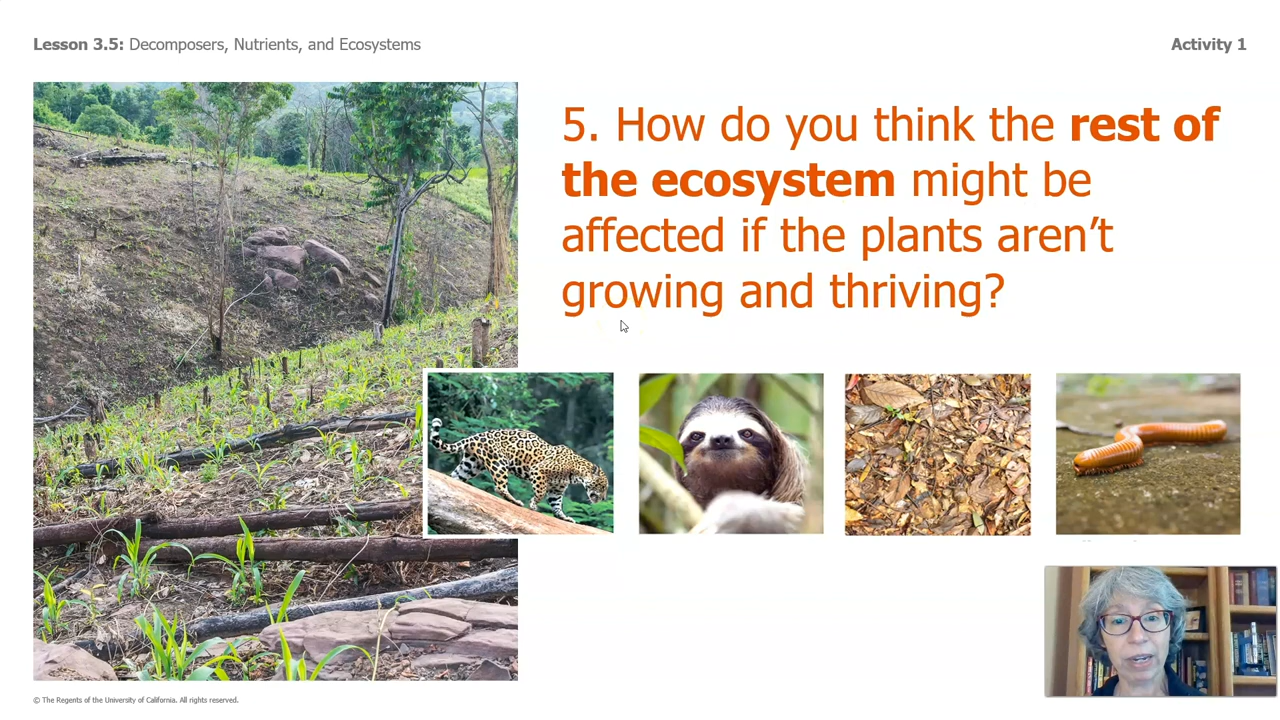 Lesson 3.5: Decomposers, Nutrients, and Ecosystems
Activity 1
5. How do you think the rest of
the ecosystem might be
affected if the plants aren’t
growing and thriving?
© The Regents of the University of California. All rights reserved.